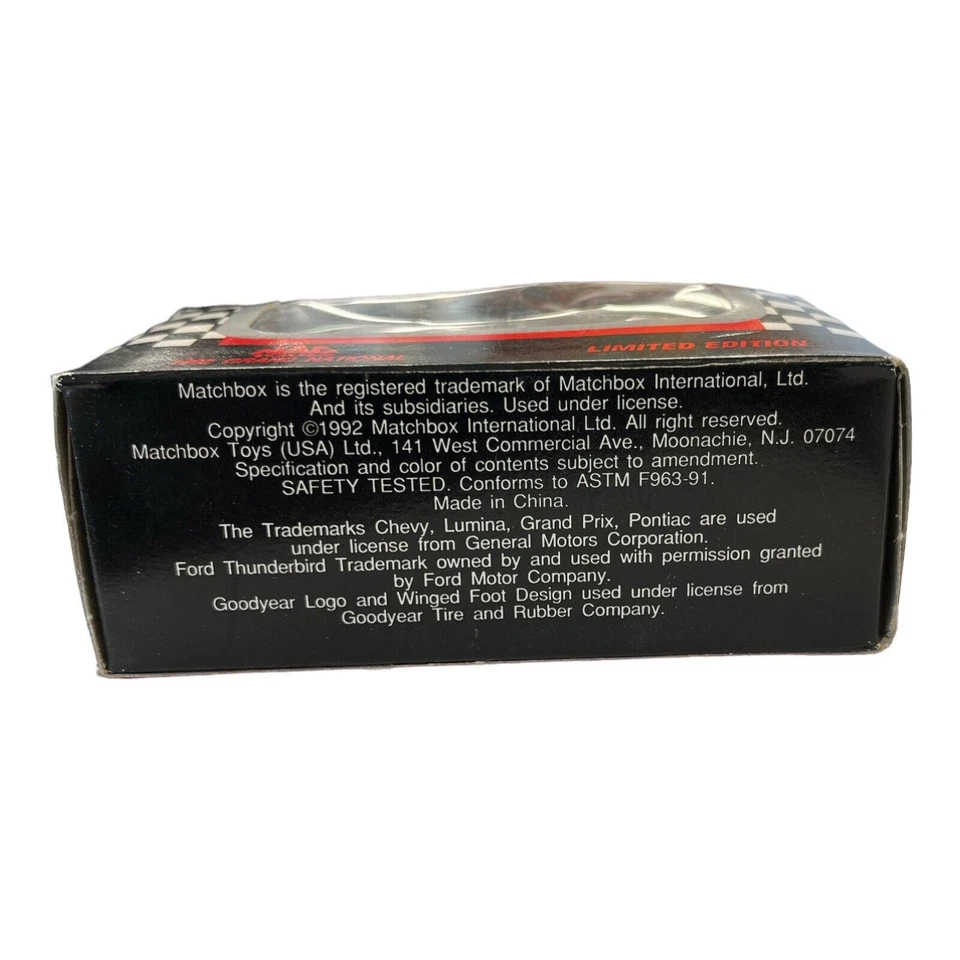 LIMITED EDITION
Matchbox is the registered trademark of Matchbox International, Ltd.
And its subsidiaries. Used under license.
Copyright ©1992 Matchbox International Ltd. All right reserved.
Matchbox Toys (USA) Ltd., 141 West Commercial Ave., Moonachie, N.J. 07074
Specification and color of contents subject to amendment.
SAFETY TESTED. Conforms to ASTM F963-91.
Made in China.
The Trademarks Chevy, Lumina, Grand Prix, Pontiac are used
under license from General Motors Corporation.
Ford Thunderbird Trademark owned by and used with permission granted
by Ford Motor Company.
Goodyear Logo and Winged Foot Design used under license from
Goodyear Tire and Rubber Company.